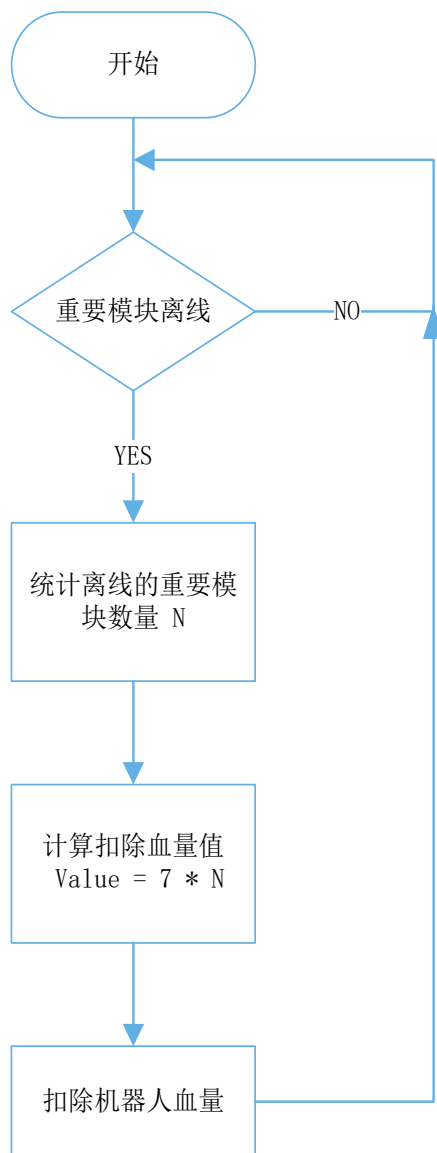 开始
重要模块离线
NO
YES
统计离线的重要模
块数量 N
计算扣除血量值
Value = 7 * N
扣除机器人血量